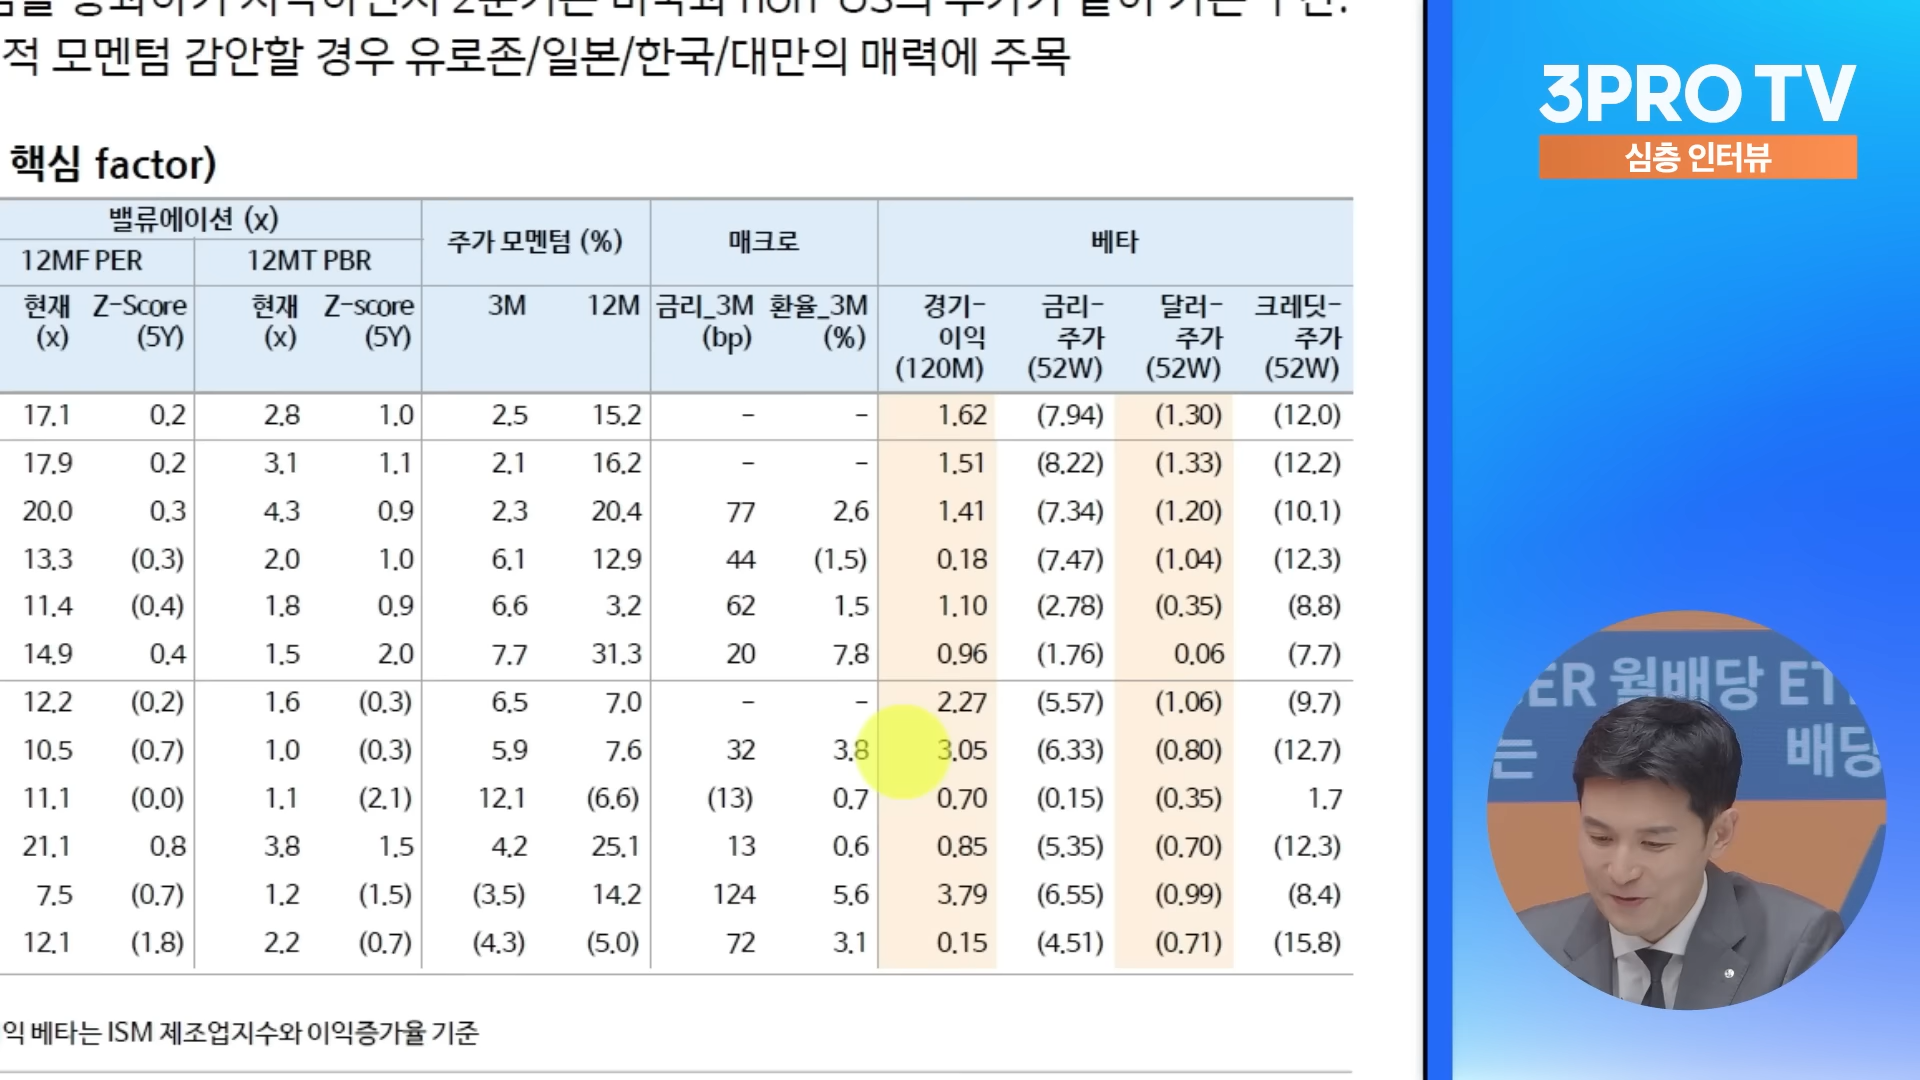 적 모멘텀 감안할 경우 유로존/일본/한국/대만의 매력에 주목
3PRO TV
심층 인터뷰
핵심 factor)
밸류에이션 (x) 주가 모멘텀 (%) 매크로 베타
12MF PER 12MT PBR
현재 (x) Z-Score (5Y) 현재 (x) Z-score (5Y) 3M 12M 금리_3M (bp) 환율_3M (%) 경기-이익 (120M) 금리-주가 (52W) 달러-주가 (52W) 크레딧-주가 (52W)
17.1 0.2 2.8 1.0 2.5 15.2 – – 1.62 (7.94) (1.30) (12.0)
17.9 0.2 3.1 1.1 2.1 16.2 – – 1.51 (8.22) (1.33) (12.2)
20.0 0.3 4.3 0.9 2.3 20.4 77 2.6 1.41 (7.34) (1.20) (10.1)
13.3 (0.3) 2.0 1.0 6.1 12.9 44 (1.5) 0.18 (7.47) (1.04) (12.3)
11.4 (0.4) 1.8 0.9 6.6 3.2 62 1.5 1.10 (2.78) (0.35) (8.8)
14.9 0.4 1.5 2.0 7.7 31.3 20 7.8 0.96 (1.76) 0.06 (7.7)
12.2 (0.2) 1.6 (0.3) 6.5 7.0 – – 2.27 (5.57) (1.06) (9.7)
10.5 (0.7) 1.0 (0.3) 5.9 7.6 32 3.8 3.05 (6.33) (0.80) (12.7)
11.1 (0.0) 1.1 (2.1) 12.1 (6.6) (13) 0.7 0.70 (0.15) (0.35) 1.7
21.1 0.8 3.8 1.5 4.2 25.1 13 0.6 0.85 (5.35) (0.70) (12.3)
7.5 (0.7) 1.2 (1.5) (3.5) 14.2 124 5.6 3.79 (6.55) (0.99) (8.4)
12.1 (1.8) 2.2 (0.7) (4.3) (5.0) 72 3.1 0.15 (4.51) (0.71) (15.8)
익 베타는 ISM 제조업지수와 이익증가율 기준
월배당
배당